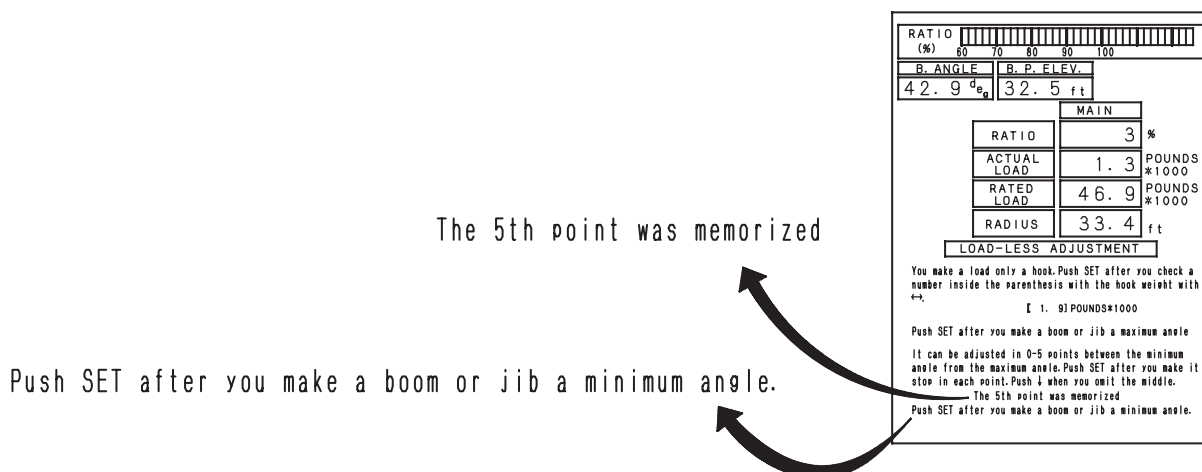 RATIO
(%)
60 70 80 90 100
B. ANGLE B. P. ELEV.
42. 9 deg 32. 5 ft
MAIN
RATIO 3 %
ACTUAL LOAD 1. 3 POUNDS *1000
RATED LOAD 46. 9 POUNDS *1000
RADIUS 33. 4 ft
LOAD-LESS ADJUSTMENT
You make a load only a hook. Push SET after you check a
number inside the parenthesis with the hook weight with
↔.
[ 1. 9] POUNDS*1000
Push SET after you make a boom or jib a maximum angle
It can be adjusted in 0-5 points between the minimum
angle from the maximum angle. Push SET after you make it
stop in each point. Push ↓ when you omit the middle.
The 5th point was memorized
Push SET after you make a boom or jib a minimum angle.
The 5th point was memorized
Push SET after you make a boom or jib a minimum angle.